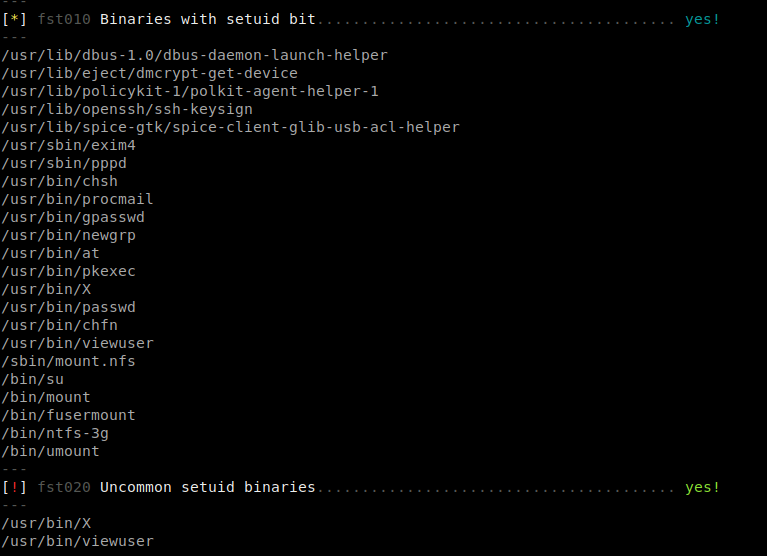 ---
[*] fst010 Binaries with setuid bit........................................ yes!
---
/usr/lib/dbus-1.0/dbus-daemon-launch-helper
/usr/lib/eject/dmcrypt-get-device
/usr/lib/policykit-1/polkit-agent-helper-1
/usr/lib/openssh/ssh-keysign
/usr/lib/spice-gtk/spice-client-glib-usb-acl-helper
/usr/sbin/exim4
/usr/sbin/pppd
/usr/bin/chsh
/usr/bin/procmail
/usr/bin/gpasswd
/usr/bin/newgrp
/usr/bin/at
/usr/bin/pkexec
/usr/bin/X
/usr/bin/passwd
/usr/bin/chfn
/usr/bin/viewuser
/sbin/mount.nfs
/bin/su
/bin/mount
/bin/fusermount
/bin/ntfs-3g
/bin/umount
---
[!] fst020 Uncommon setuid binaries........................................ yes!
---
/usr/bin/X
/usr/bin/viewuser